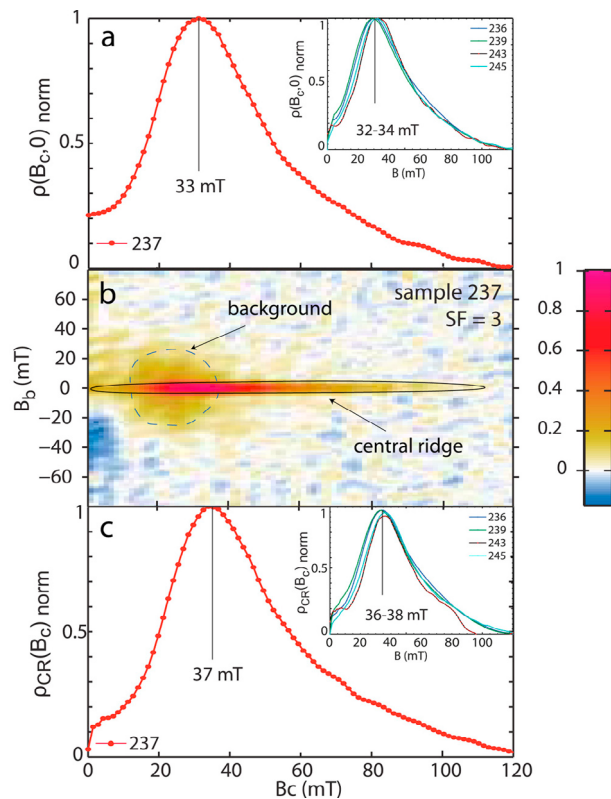 a
ρ(Bc,0) norm
1
0.5
0
33 mT
237
ρ(Bc,0) norm
1
0.5
236
239
243
245
32-34 mT
0 20 40 60 80 100
B (mT)
b
background
sample 237
SF = 3
central ridge
Bb (mT)
60
40
20
0
−20
−40
−60
1
0.8
0.6
0.4
0.2
0
c
ρCR(Bc) norm
1
0.5
0
37 mT
237
ρCR(Bc) norm
1
0.5
236
239
243
245
36-38 mT
0 20 40 60 80 100
B (mT)
0 20 40 60 80 100 120
Bc (mT)